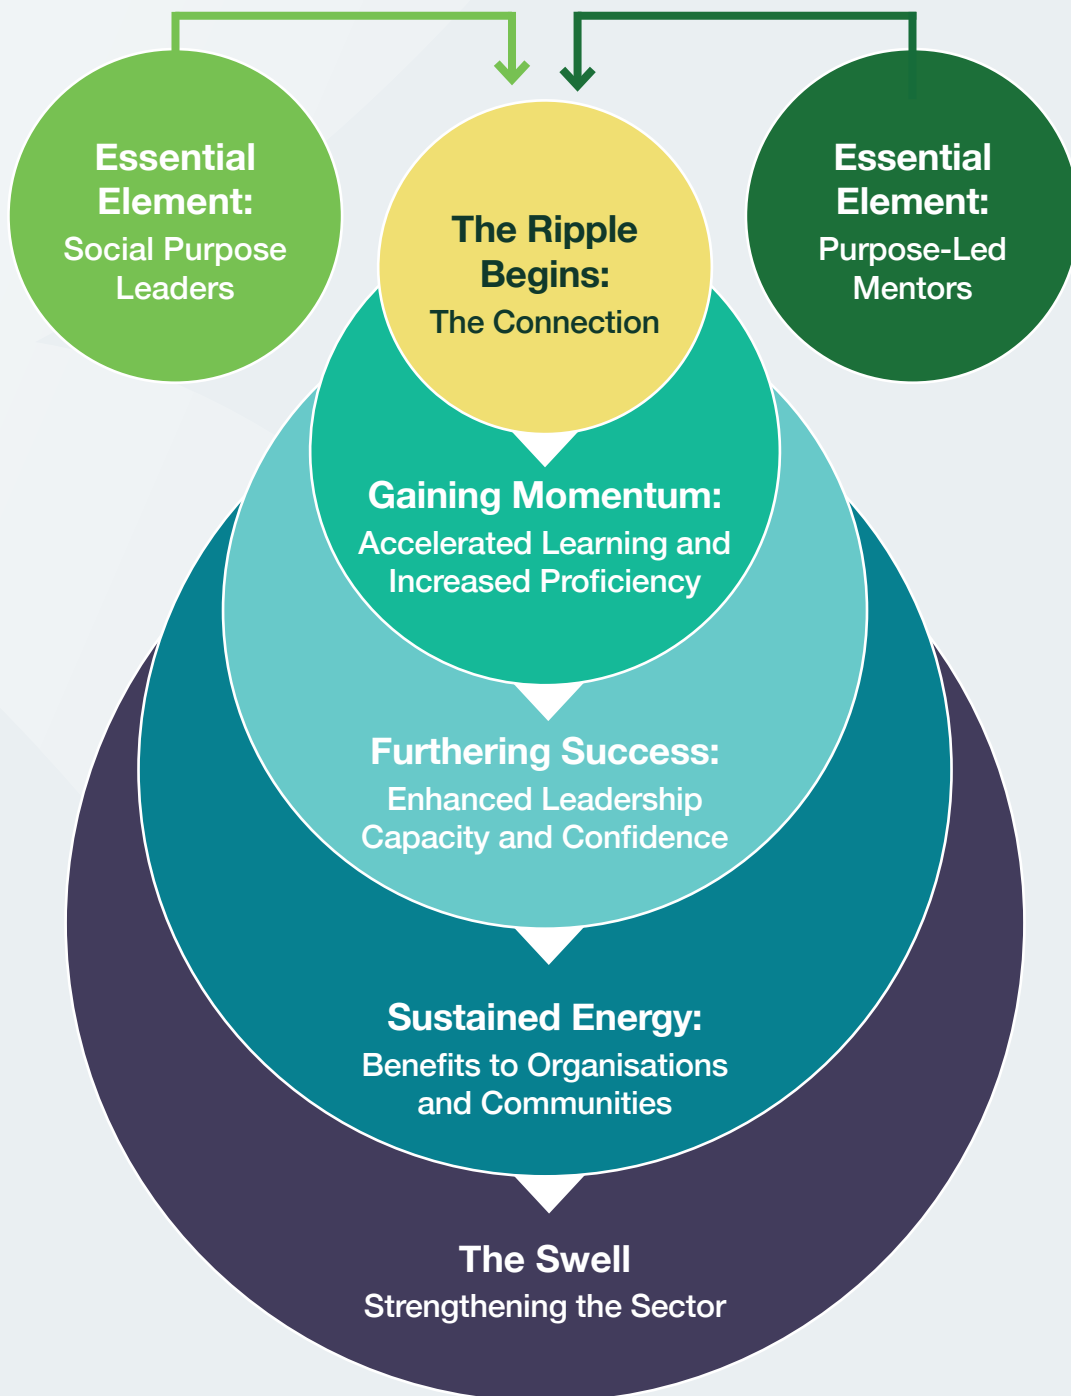 Essential
Element:
Social Purpose
Leaders
The Ripple
Begins:
The Connection
Essential
Element:
Purpose-Led
Mentors
Gaining Momentum:
Accelerated Learning and
Increased Proficiency
Furthering Success:
Enhanced Leadership
Capacity and Confidence
Sustained Energy:
Benefits to Organisations
and Communities
The Swell
Strengthening the Sector